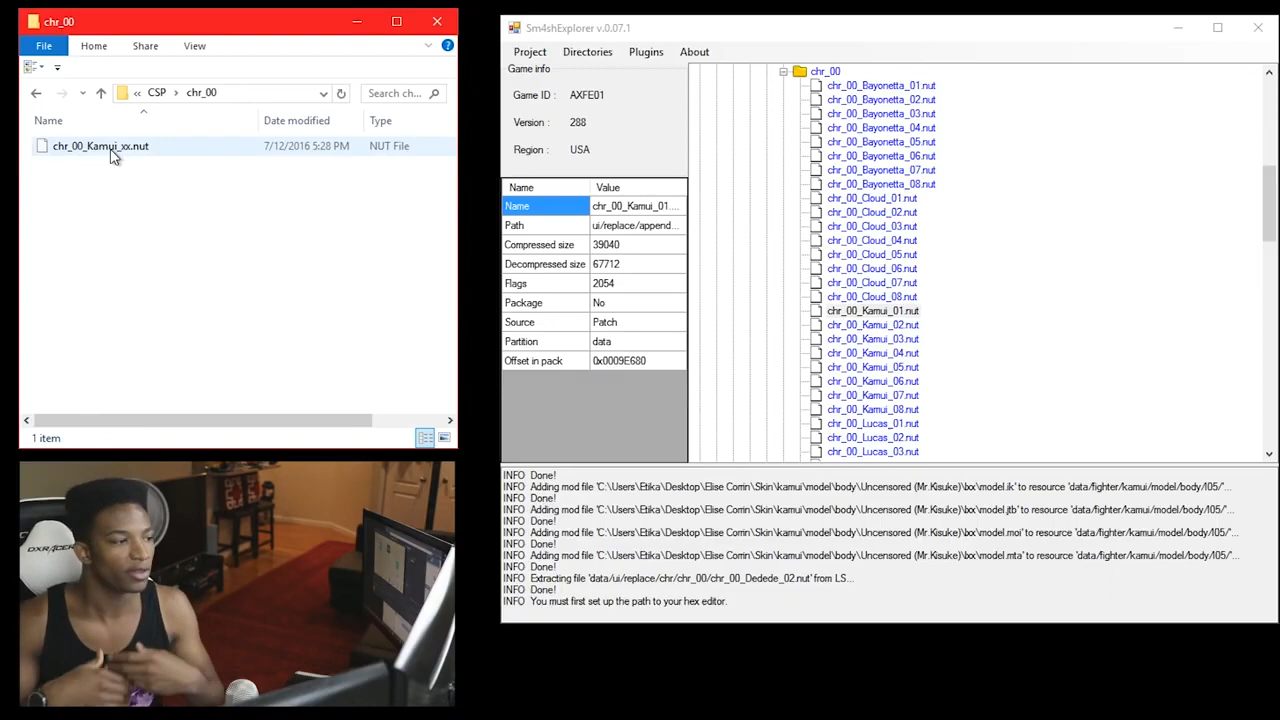 chr_00
File Home Share View
« CSP › chr_00
Search ch...
Name Date modified Type
chr_00_Kamui_xx.nut 7/12/2016 5:28 PM NUT File
1 item
DXRACER
Sm4shExplorer v.0.07.1
Project Directories Plugins About
Game info
Game ID : AXFE01
Version : 288
Region : USA
Name Value
Name chr_00_Kamui_01....
Path ui/replace/append...
Compressed size 39040
Decompressed size 67712
Flags 2054
Package No
Source Patch
Partition data
Offset in pack 0x0009E680
chr_00
chr_00_Bayonetta_01.nut
chr_00_Bayonetta_02.nut
chr_00_Bayonetta_03.nut
chr_00_Bayonetta_04.nut
chr_00_Bayonetta_05.nut
chr_00_Bayonetta_06.nut
chr_00_Bayonetta_07.nut
chr_00_Bayonetta_08.nut
chr_00_Cloud_01.nut
chr_00_Cloud_02.nut
chr_00_Cloud_03.nut
chr_00_Cloud_04.nut
chr_00_Cloud_05.nut
chr_00_Cloud_06.nut
chr_00_Cloud_07.nut
chr_00_Cloud_08.nut
chr_00_Kamui_01.nut
chr_00_Kamui_02.nut
chr_00_Kamui_03.nut
chr_00_Kamui_04.nut
chr_00_Kamui_05.nut
chr_00_Kamui_06.nut
chr_00_Kamui_07.nut
chr_00_Kamui_08.nut
chr_00_Lucas_01.nut
chr_00_Lucas_02.nut
chr_00_Lucas_03.nut
INFO Done!
INFO Adding mod file 'C:\Users\Etika\Desktop\Elise Corrin\Skin\kamui\model\body\Uncensored (Mr.Kisuke)\lxx\model.ik' to resource 'data/fighter/kamui/model/body/l05/'...
INFO Done!
INFO Adding mod file 'C:\Users\Etika\Desktop\Elise Corrin\Skin\kamui\model\body\Uncensored (Mr.Kisuke)\lxx\model.jtb' to resource 'data/fighter/kamui/model/body/l05/'...
INFO Done!
INFO Adding mod file 'C:\Users\Etika\Desktop\Elise Corrin\Skin\kamui\model\body\Uncensored (Mr.Kisuke)\lxx\model.moi' to resource 'data/fighter/kamui/model/body/l05/'...
INFO Done!
INFO Adding mod file 'C:\Users\Etika\Desktop\Elise Corrin\Skin\kamui\model\body\Uncensored (Mr.Kisuke)\lxx\model.mta' to resource 'data/fighter/kamui/model/body/l05/'...
INFO Done!
INFO Extracting file 'data/ui/replace/chr/chr_00/chr_00_Dedede_02.nut' from LS...
INFO Done!
INFO You must first set up the path to your hex editor.